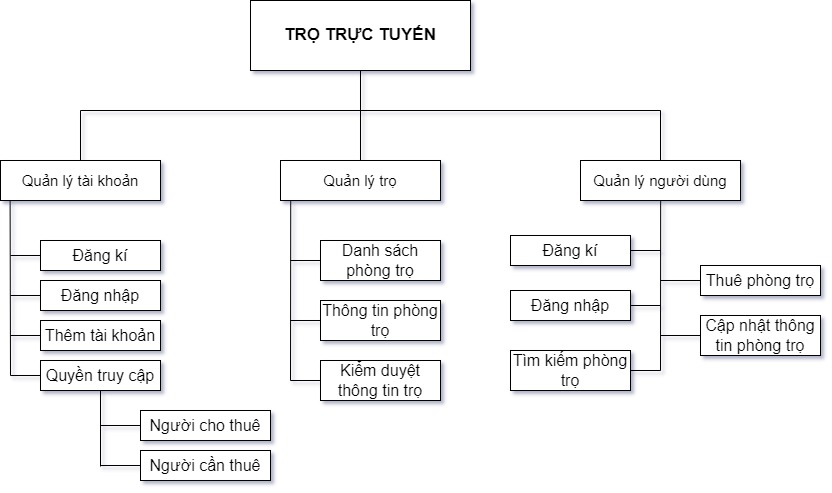 TRỌ TRỰC TUYẾN
Quản lý tài khoản
Quản lý trọ
Quản lý người dùng
Đăng kí
Đăng nhập
Thêm tài khoản
Quyền truy cập
Người cho thuê
Người cần thuê
Danh sách
phòng trọ
Thông tin phòng
trọ
Kiểm duyệt
thông tin trọ
Đăng kí
Đăng nhập
Tìm kiếm phòng
trọ
Thuê phòng trọ
Cập nhật thông
tin phòng trọ